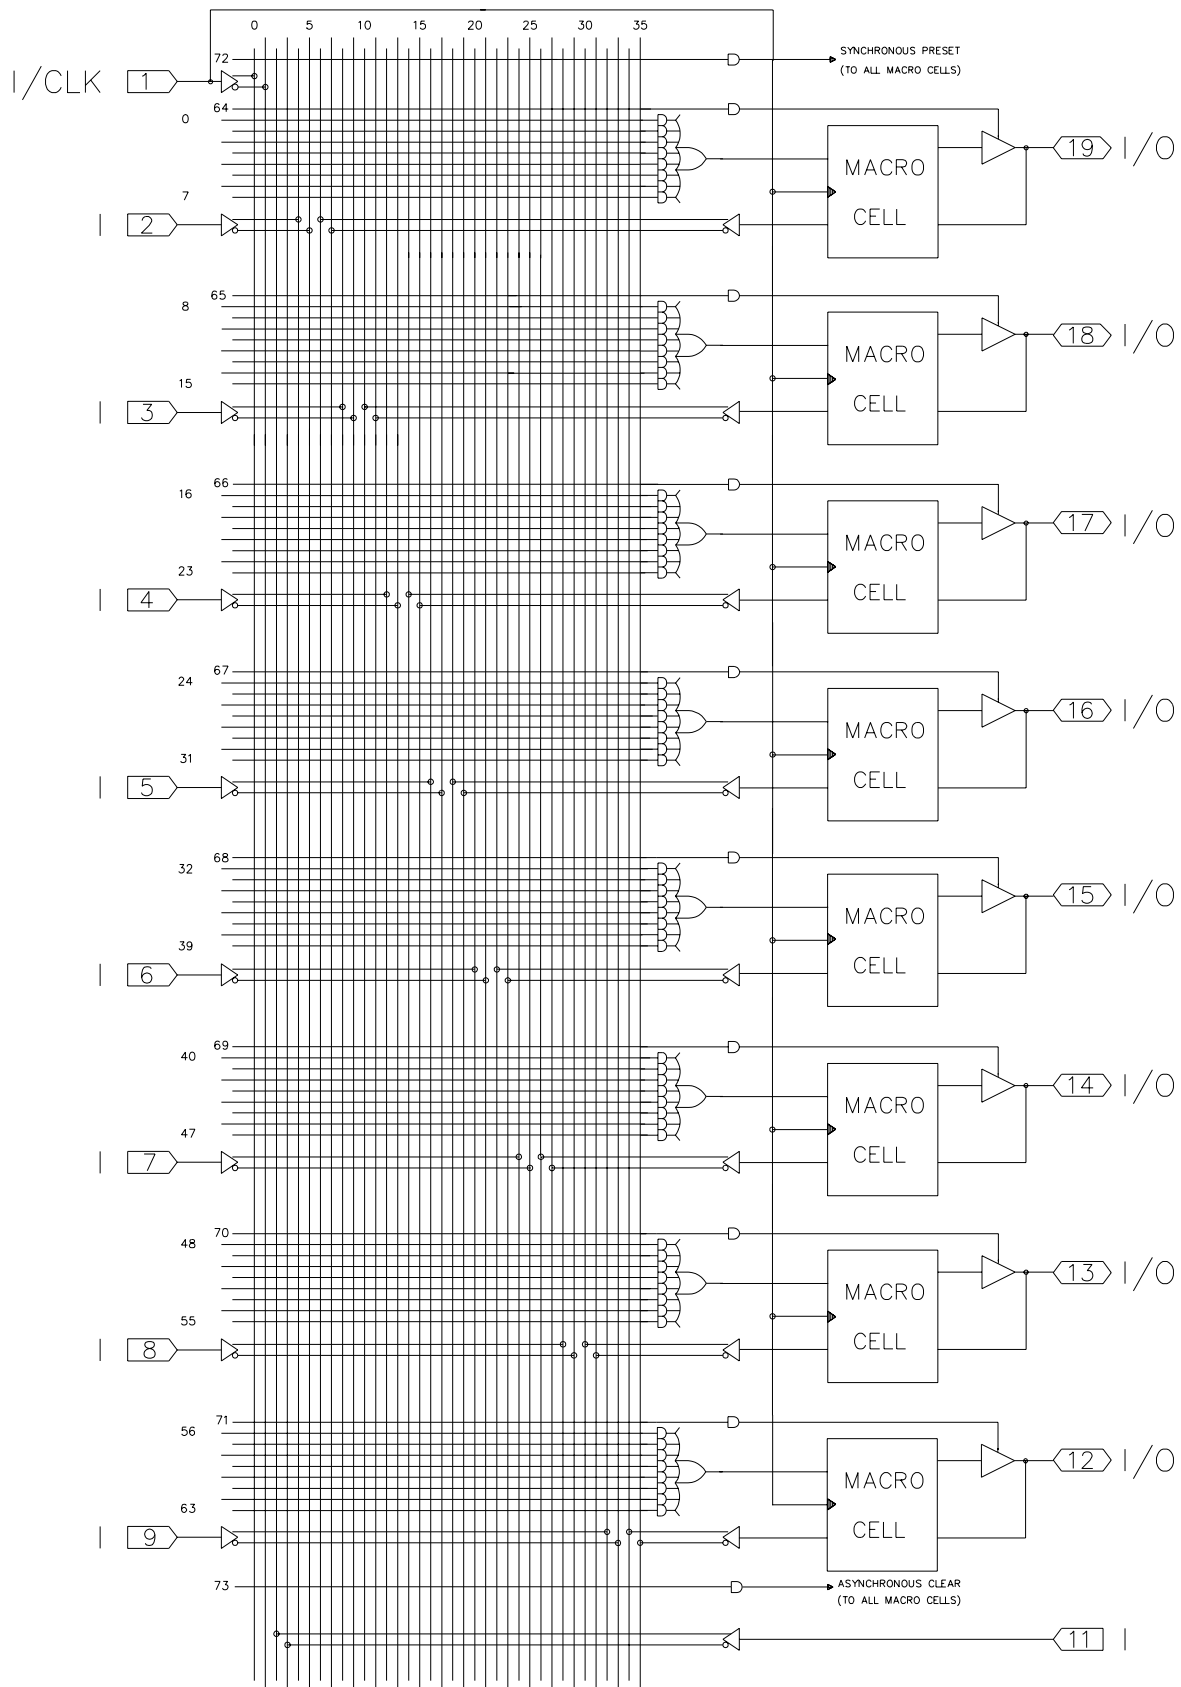 0 5 10 15 20 25 30 35
72 SYNCHRONOUS PRESET
(TO ALL MACRO CELLS)
I/CLK 1
64
0
MACRO
CELL
19 I/O
7
I 2
65
8
MACRO
CELL
18 I/O
15
I 3
66
16
MACRO
CELL
17 I/O
23
I 4
67
24
MACRO
CELL
16 I/O
31
I 5
68
32
MACRO
CELL
15 I/O
39
I 6
69
40
MACRO
CELL
14 I/O
47
I 7
70
48
MACRO
CELL
13 I/O
55
I 8
71
56
MACRO
CELL
12 I/O
63
I 9
73 ASYNCHRONOUS CLEAR
(TO ALL MACRO CELLS)
11 I